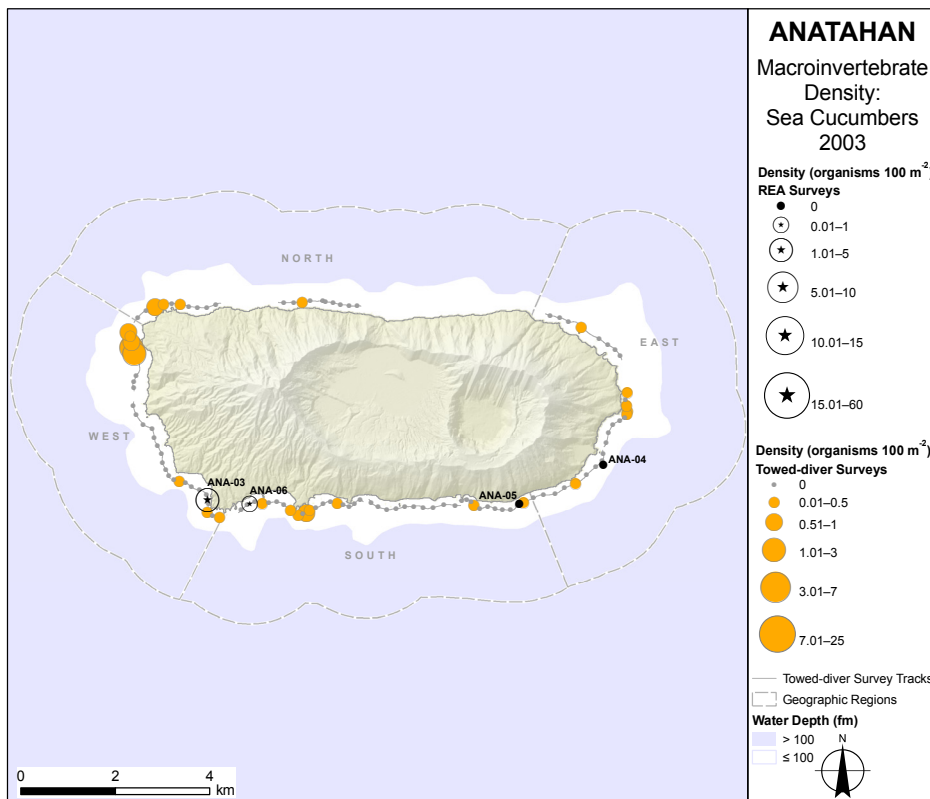 ANATAHAN
Macroinvertebrate
Density:
Sea Cucumbers
2003
Density (organisms 100 m⁻²)
REA Surveys
0
0.01–1
1.01–5
5.01–10
10.01–15
15.01–60
Density (organisms 100 m⁻²)
Towed-diver Surveys
0
0.01–0.5
0.51–1
1.01–3
3.01–7
7.01–25
Towed-diver Survey Tracks
Geographic Regions
Water Depth (fm)
> 100
≤ 100
N
NORTH
EAST
WEST
SOUTH
ANA-03
ANA-06
ANA-05
ANA-04
0 2 4
km